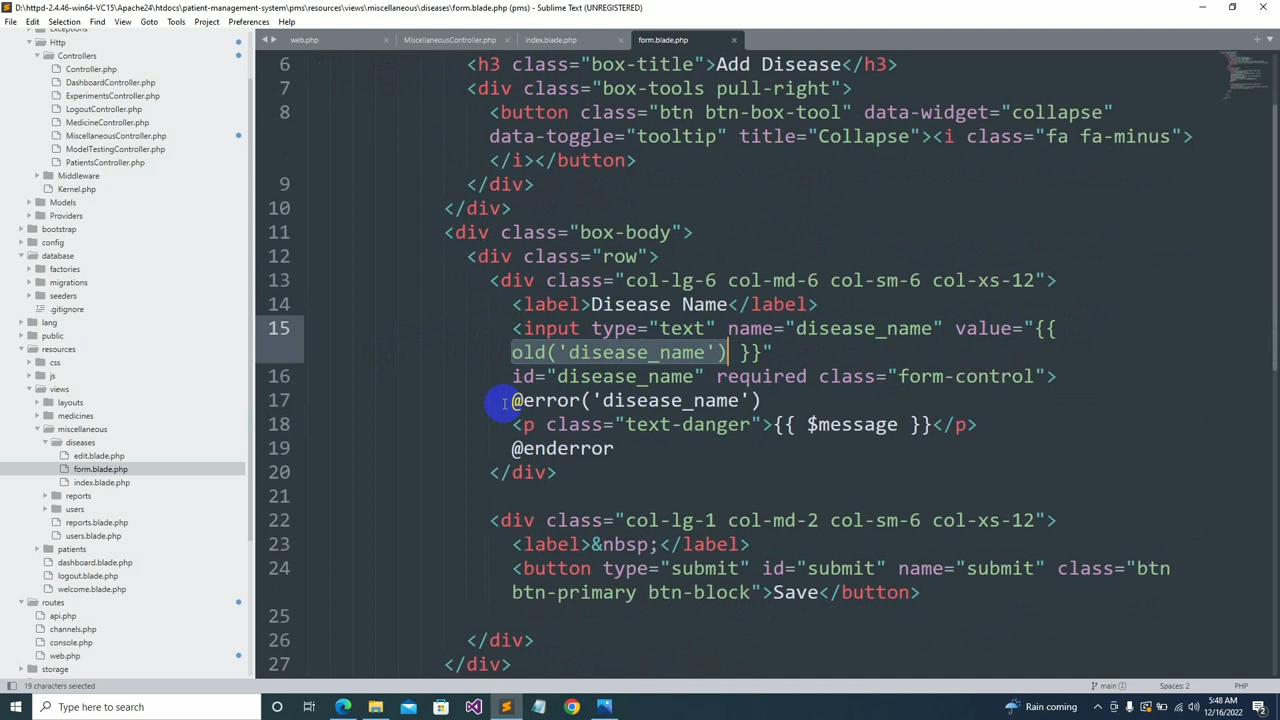 D:\httpd-2.4.46-win64-VC15\Apache24\htdocs\patient-management-system\pms\resources\views\miscellaneous\diseases\form.blade.php (pms) - Sublime Text (UNREGISTERED)
File Edit Selection Find View Goto Tools Project Preferences Help
web.php MiscellaneousController.php index.blade.php form.blade.php
Exceptions
Http
Controllers
Controller.php
DashboardController.php
ExperimentsController.php
LogoutController.php
MedicineController.php
MiscellaneousController.php
ModelTestingController.php
PatientsController.php
Middleware
Kernel.php
Models
Providers
bootstrap
config
database
factories
migrations
seeders
.gitignore
lang
public
resources
css
js
views
layouts
medicines
miscellaneous
diseases
edit.blade.php
form.blade.php
index.blade.php
reports
users
reports.blade.php
users.blade.php
patients
dashboard.blade.php
logout.blade.php
welcome.blade.php
routes
api.php
channels.php
console.php
web.php
storage
6 <h3 class="box-title">Add Disease</h3>
7 <div class="box-tools pull-right">
8 <button class="btn btn-box-tool" data-widget="collapse"
data-toggle="tooltip" title="Collapse"><i class="fa fa-minus">
</i></button>
9 </div>
10 </div>
11 <div class="box-body">
12 <div class="row">
13 <div class="col-lg-6 col-md-6 col-sm-6 col-xs-12">
14 <label>Disease Name</label>
15 <input type="text" name="disease_name" value="{{
old('disease_name') }}"
16 id="disease_name" required class="form-control">
17 @error('disease_name')
18 <p class="text-danger">{{ $message }}</p>
19 @enderror
20 </div>
21
22 <div class="col-lg-1 col-md-2 col-sm-6 col-xs-12">
23 <label>&nbsp;</label>
24 <button type="submit" id="submit" name="submit" class="btn
btn-primary btn-block">Save</button>
25
26 </div>
27 </div>
19 characters selected main Spaces: 2 PHP
Type here to search Rain coming 5:48 AM
12/16/2022